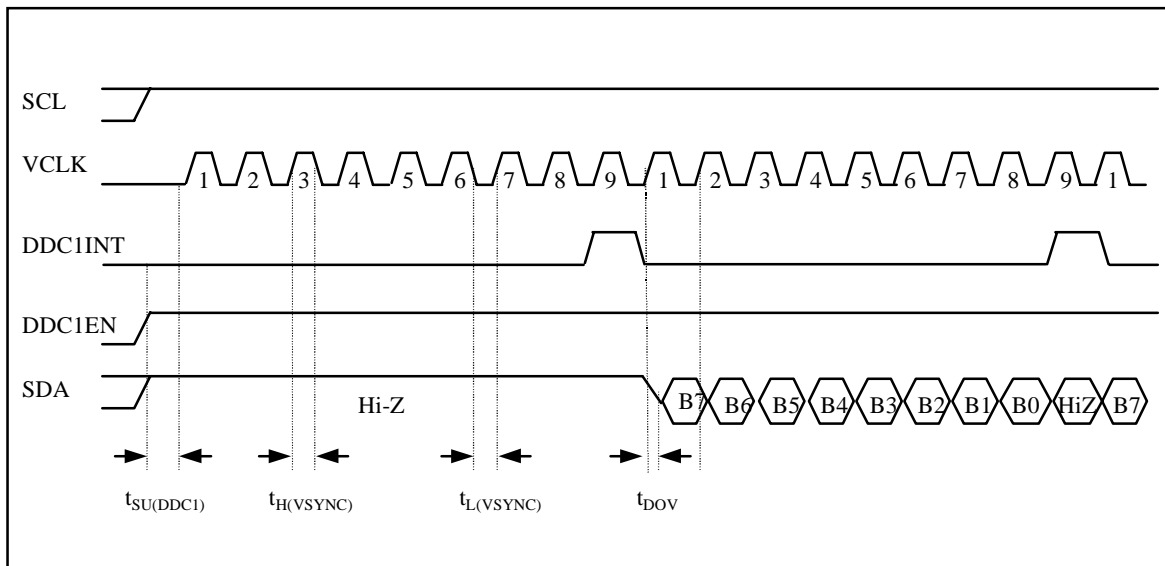 SCL
VCLK
1 2 3 4 5 6 7 8 9 1 2 3 4 5 6 7 8 9 1
DDC1INT
DDC1EN
SDA
Hi-Z
B7 B6 B5 B4 B3 B2 B1 B0 HiZ B7
tSU(DDC1) tH(VSYNC) tL(VSYNC) tDOV